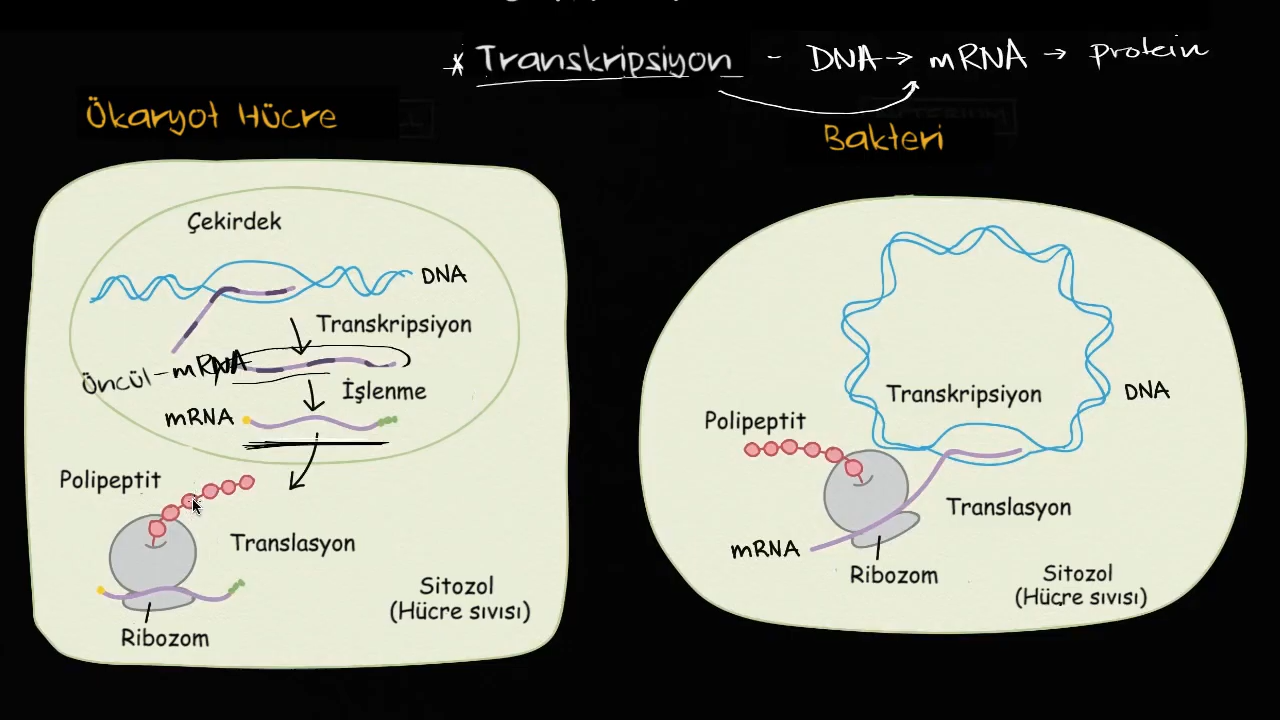 * Transkripsiyon - DNA → mRNA → protein
Ökaryot Hücre
Bakteri
Çekirdek
DNA
Transkripsiyon
Öncül-mRNA
İşlenme
mRNA
Polipeptit
Translasyon
Sitozol
(Hücre sıvısı)
Ribozom
Transkripsiyon
DNA
Polipeptit
Translasyon
mRNA
Ribozom
Sitozol
(Hücre sıvısı)